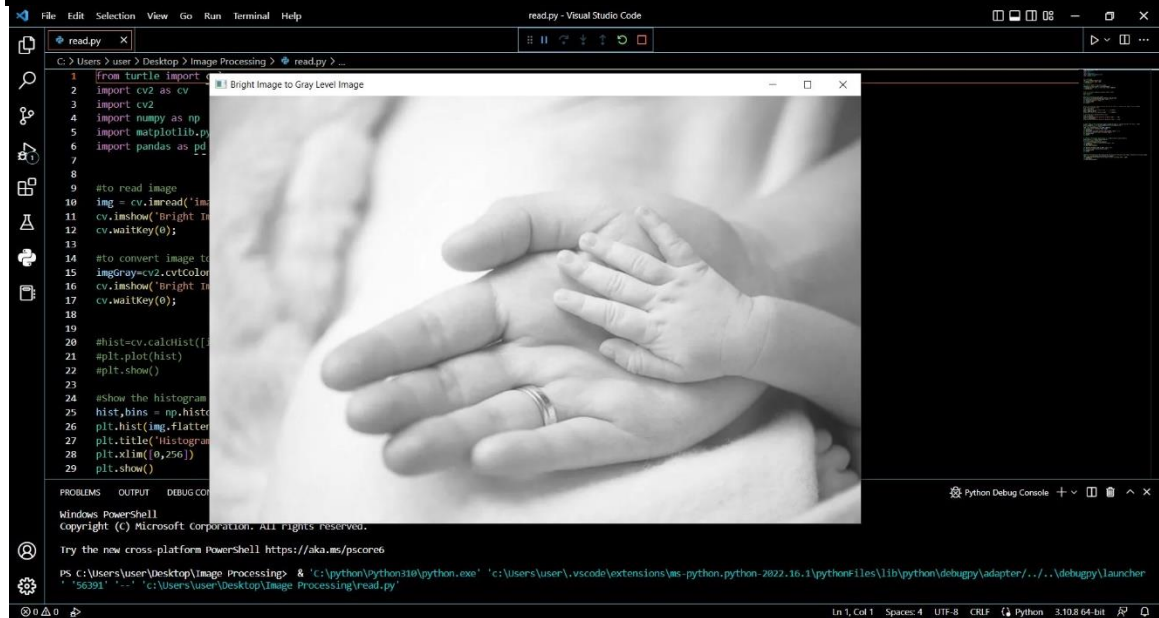 File Edit Selection View Go Run Terminal Help
read.py - Visual Studio Code
read.py
C: > Users > user > Desktop > Image Processing > read.py > ...
Bright Image to Gray Level Image
1 from turtle import
2 import cv2 as cv
3 import cv2
4 import numpy as np
5 import matplotlib.py
6 import pandas as pd
7
8
9 #to read image
10 img = cv.imread('ima
11 cv.imshow('Bright Im
12 cv.waitKey(0);
13
14 #to convert image to
15 imgGray=cv2.cvtColor
16 cv.imshow('Bright Im
17 cv.waitKey(0);
18
19
20 #hist=cv.calcHist([i
21 #plt.plot(hist)
22 #plt.show()
23
24 #Show the histogram
25 hist,bins = np.histo
26 plt.hist(img.flatten
27 plt.title('Histogram
28 plt.xlim([0,256])
29 plt.show()
PROBLEMS OUTPUT DEBUG CON
Python Debug Console
Windows PowerShell
Copyright (C) Microsoft Corporation. All rights reserved.
Try the new cross-platform PowerShell https://aka.ms/pscore6
PS C:\Users\user\Desktop\Image Processing> & 'C:\python\Python310\python.exe' 'c:\Users\user\.vscode\extensions\ms-python.python-2022.16.1\pythonFiles\lib\python\debugpy\adapter/../..\debugpy\launcher
' '56391' '--' 'c:\Users\user\Desktop\Image Processing\read.py'
0 0
Ln 1, Col 1 Spaces: 4 UTF-8 CRLF Python 3.10.8 64-bit